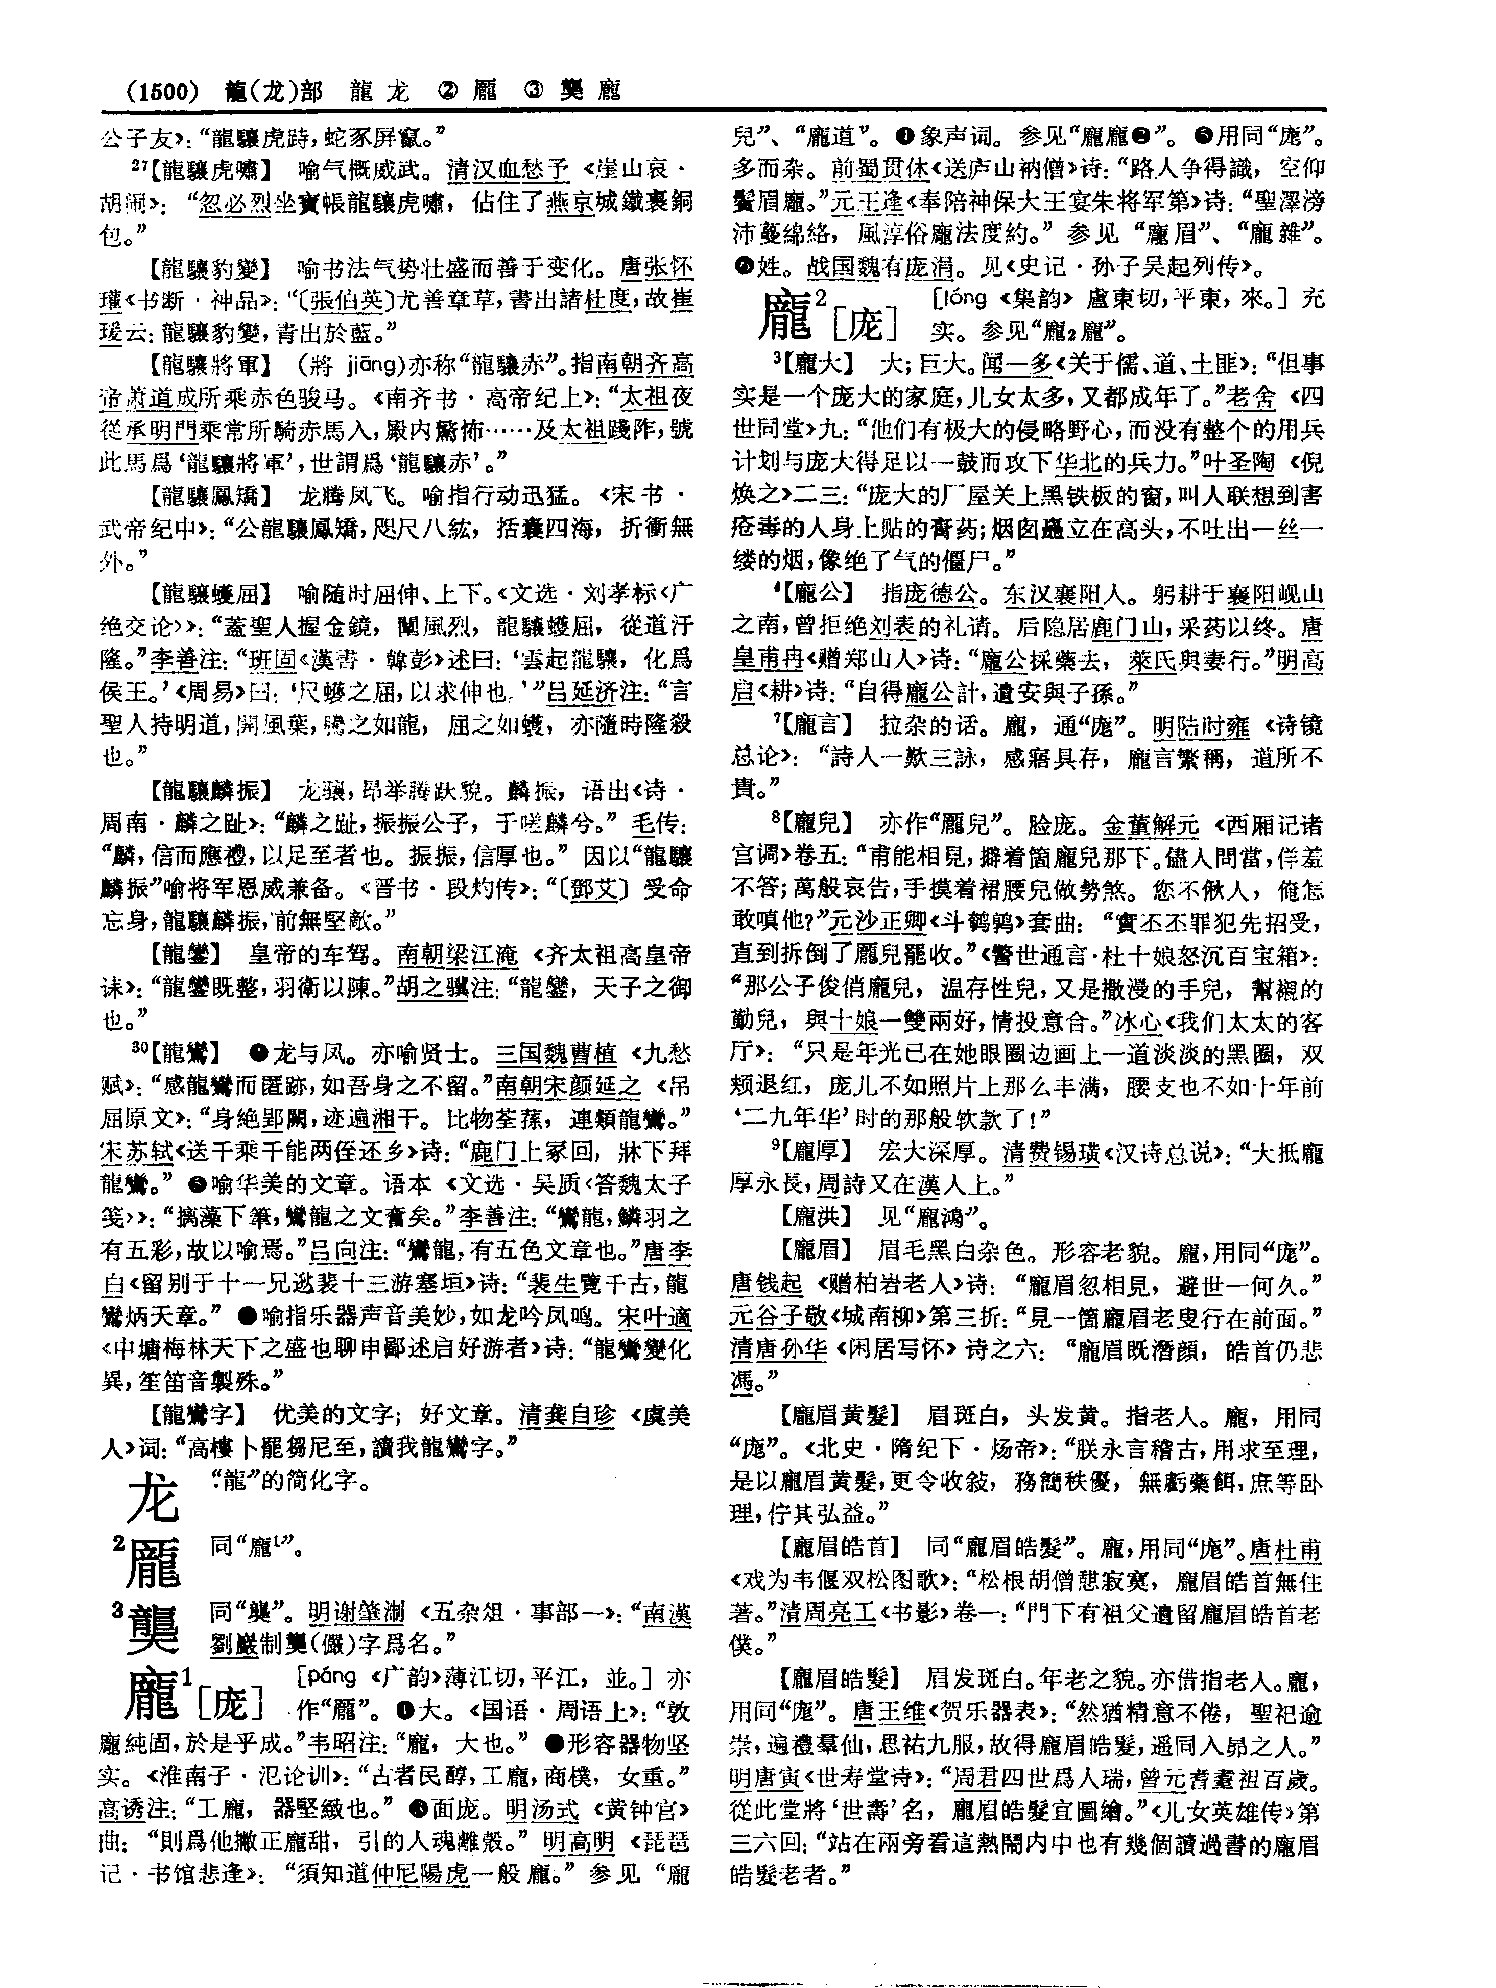 (1500) 龍(龙)部 龍 龙 ② 龎 ③ 龑 龐
公子友》:“龍驤虎跱,蛇豕屏竄。”
27【龍驤虎嘯】 喻气慨威武。清汉血愁予《崖山哀·
胡闹》:“忽必烈坐寶帳龍驤虎嘯,佔住了燕京城鐵裹銅
包。”
【龍驤豹變】 喻书法气势壮盛而善于变化。唐张怀
瓘《书断·神品》:“〔張伯英〕尤善章草,書出諸杜度,故崔
瑗云:龍驤豹變,青出於藍。”
【龍驤將軍】 (將 jiāng)亦称“龍驤赤”。指南朝齐高
帝萧道成所乘赤色骏马。《南齐书·高帝纪上》:“太祖夜
從承明門乘常所騎赤馬入,殿内驚怖……及太祖踐阼,號
此馬爲‘龍驤將軍’,世謂爲‘龍驤赤’。”
【龍驤鳳矯】 龙腾凤飞。喻指行动迅猛。《宋书·
武帝纪中》:“公龍驤鳳矯,咫尺八紘,括囊四海,折衝無
外。”
【龍驤蠖屈】 喻随时屈伸、上下。《文选·刘孝标〈广
绝交论〉》:“蓋聖人握金鏡,闡風烈,龍驤蠖屈,從道汙
隆。”李善注:“班固《漢書·韓彭》述曰:‘雲起龍驤,化爲
侯王。’《周易》曰:‘尺蠖之屈,以求伸也。’”吕延济注:“言
聖人持明道,開風葉,驤之如龍,屈之如蠖,亦隨時隆殺
也。”
【龍驤麟振】 龙骧,昂举腾跃貌。麟振,语出《诗·
周南·麟之趾》:“麟之趾,振振公子,于嗟麟兮。”毛传:
“麟,信而應禮,以足至者也。振振,信厚也。”因以“龍驤
麟振”喻将军恩威兼备。《晋书·段灼传》:“〔鄧艾〕受命
忘身,龍驤麟振,前無堅敵。”
【龍鑾】 皇帝的车驾。南朝梁江淹《齐太祖高皇帝
诔》:“龍鑾既整,羽衛以陳。”胡之骥注:“龍鑾,天子之御
也。”
30【龍鸞】 ❶龙与凤。亦喻贤士。三国魏曹植《九愁
赋》:“感龍鸞而匿跡,如吾身之不留。”南朝宋颜延之《吊
屈原文》:“身絶郢闕,迹遍湘干。比物荃蓀,連類龍鸞。”
宋苏轼《送千乘千能两侄还乡》诗:“鹿门上冢回,牀下拜
龍鸞。” ❷喻华美的文章。语本《文选·吴质〈答魏太子
笺〉》:“摛藻下筆,鸞龍之文奮矣。”李善注:“鸞龍,鱗羽之
有五彩,故以喻焉。”吕向注:“鸞龍,有五色文章也。”唐李
白《留别于十一兄逖裴十三游塞垣》诗:“裴生覽千古,龍
鸞炳天章。” ❸喻指乐器声音美妙,如龙吟凤鸣。宋叶適
《中塘梅林天下之盛也聊申鄙述启好游者》诗:“龍鸞變化
異,笙笛音製殊。”
【龍鸞字】 优美的文字;好文章。清龚自珍《虞美
人》词:“高樓卜罷芻尼至,讀我龍鸞字。”
龙 “龍”的简化字。
2龎 同“龐1”。
3龑 同“龑”。明谢肇淛《五杂俎·事部一》:“南漢
劉巖制龑(儼)字爲名。”
龐1[庞] [páng《广韵》薄江切,平江,並。]亦
作“龎”。❶大。《国语·周语上》:“敦
龐純固,於是乎成。”韦昭注:“龐,大也。” ❷形容器物坚
实。《淮南子·氾论训》:“古者民醇,工龐,商樸,女重。”
高诱注:“工龐,器堅緻也。” ❸面庞。明汤式《黄钟官》
曲:“則爲他撇正龐甜,引的人魂離殼。”明高明《琵琶
记·书馆悲逢》:“須知道仲尼陽虎一般龐。”参见“龐
兒”、“龐道”。❹象声词。参见“龐龐❷”。❺用同“庞”。
多而杂。前蜀贯休《送庐山衲僧》诗:“路人争得識,空仰
鬢眉龐。”元王逢《奉陪神保大王宴朱将军第》诗:“聖澤滂
沛蔓绵絡,風淳俗龐法度約。”参见“龐眉”、“龐雜”。
❻姓。战国魏有庞涓。见《史记·孙子吴起列传》。
龐2[庞] [lóng《集韵》盧東切,平東,來。]充
实。参见“龐2龐”。
3【龐大】 大;巨大。闻一多《关于儒、道、土匪》:“但事
实是一个庞大的家庭,儿女太多,又都成年了。”老舍《四
世同堂》九:“他们有极大的侵略野心,而没有整个的用兵
计划与庞大得足以一鼓而攻下华北的兵力。”叶圣陶《倪
焕之》二三:“庞大的厂屋关上黑铁板的窗,叫人联想到害
疮毒的人身上贴的膏药;烟囱矗立在高头,不吐出一丝一
缕的烟,像绝了气的僵尸。”
4【龐公】 指庞德公。东汉襄阳人。躬耕于襄阳岘山
之南,曾拒绝刘表的礼请。后隐居鹿门山,采药以终。唐
皇甫冉《赠郑山人》诗:“龐公採藥去,萊氏與妻行。”明高
启《耕》诗:“自得龐公計,遺安與子孫。”
7【龐言】 拉杂的话。龐,通“庞”。明陆时雍《诗镜
总论》:“詩人一歎三詠,感寤具存,龐言繁稱,道所不
貴。”
8【龐兒】 亦作“龎兒”。脸庞。金董解元《西厢记诸
宫调》卷五:“甫能相見,擗着箇龐兒那下。儘人問當,佯羞
不答;萬般哀告,手摸着裙腰兒做勢煞。您不偢人,俺怎
敢嗔他?”元沙正卿《斗鹌鹑》套曲:“實丕丕罪犯先招受,
直到拆倒了龎兒罷收。”《警世通言·杜十娘怒沉百宝箱》:
“那公子俊俏龐兒,温存性兒,又是撒漫的手兒,幫襯的
勤兒,與十娘一雙兩好,情投意合。”冰心《我们太太的客
厅》:“只是年光已在她眼圈边画上一道淡淡的黑圈,双
颊退红,庞儿不如照片上那么丰满,腰支也不如十年前
‘二九年华’时的那般软款了!”
9【龐厚】 宏大深厚。清费锡璜《汉诗总说》:“大抵龐
厚永長,周詩又在漢人上。”
【龐洪】 见“龐鴻”。
【龐眉】 眉毛黑白杂色。形容老貌。龐,用同“庞”。
唐钱起《赠柏岩老人》诗:“龐眉忽相見,避世一何久。”
元谷子敬《城南柳》第三折:“見一箇龐眉老叟行在前面。”
清唐孙华《闲居写怀》诗之六:“龐眉既潛顔,皓首仍悲
馮。”
【龐眉黄髮】 眉斑白,头发黄。指老人。龐,用同
“庞”。《北史·隋纪下·炀帝》:“朕永言稽古,用求至理,
是以龐眉黄髮,更令收敍,務簡秩優,無虧藥餌,庶等卧
理,佇其弘益。”
【龐眉皓首】 同“龐眉皓髮”。龐,用同“庞”。唐杜甫
《戏为韦偃双松图歌》:“松根胡僧憩寂寞,龐眉皓首無住
著。”清周亮工《书影》卷一:“門下有祖父遺留龐眉皓首老
僕。”
【龐眉皓髮】 眉发斑白。年老之貌。亦借指老人。龐,
用同“庞”。唐王维《贺乐器表》:“然猶精意不倦,聖祀逾
崇,遍禮羣仙,思祐九服,故得龐眉皓髮,遥同入昴之人。”
明唐寅《世寿堂诗》:“周君四世爲人瑞,曾元耆耋祖百歲。
從此堂將‘世壽’名,龐眉皓髮宜圖繪。”《儿女英雄传》第
三六回:“站在兩旁看這熱鬧内中也有幾個讀過書的龐眉
皓髮老者。”